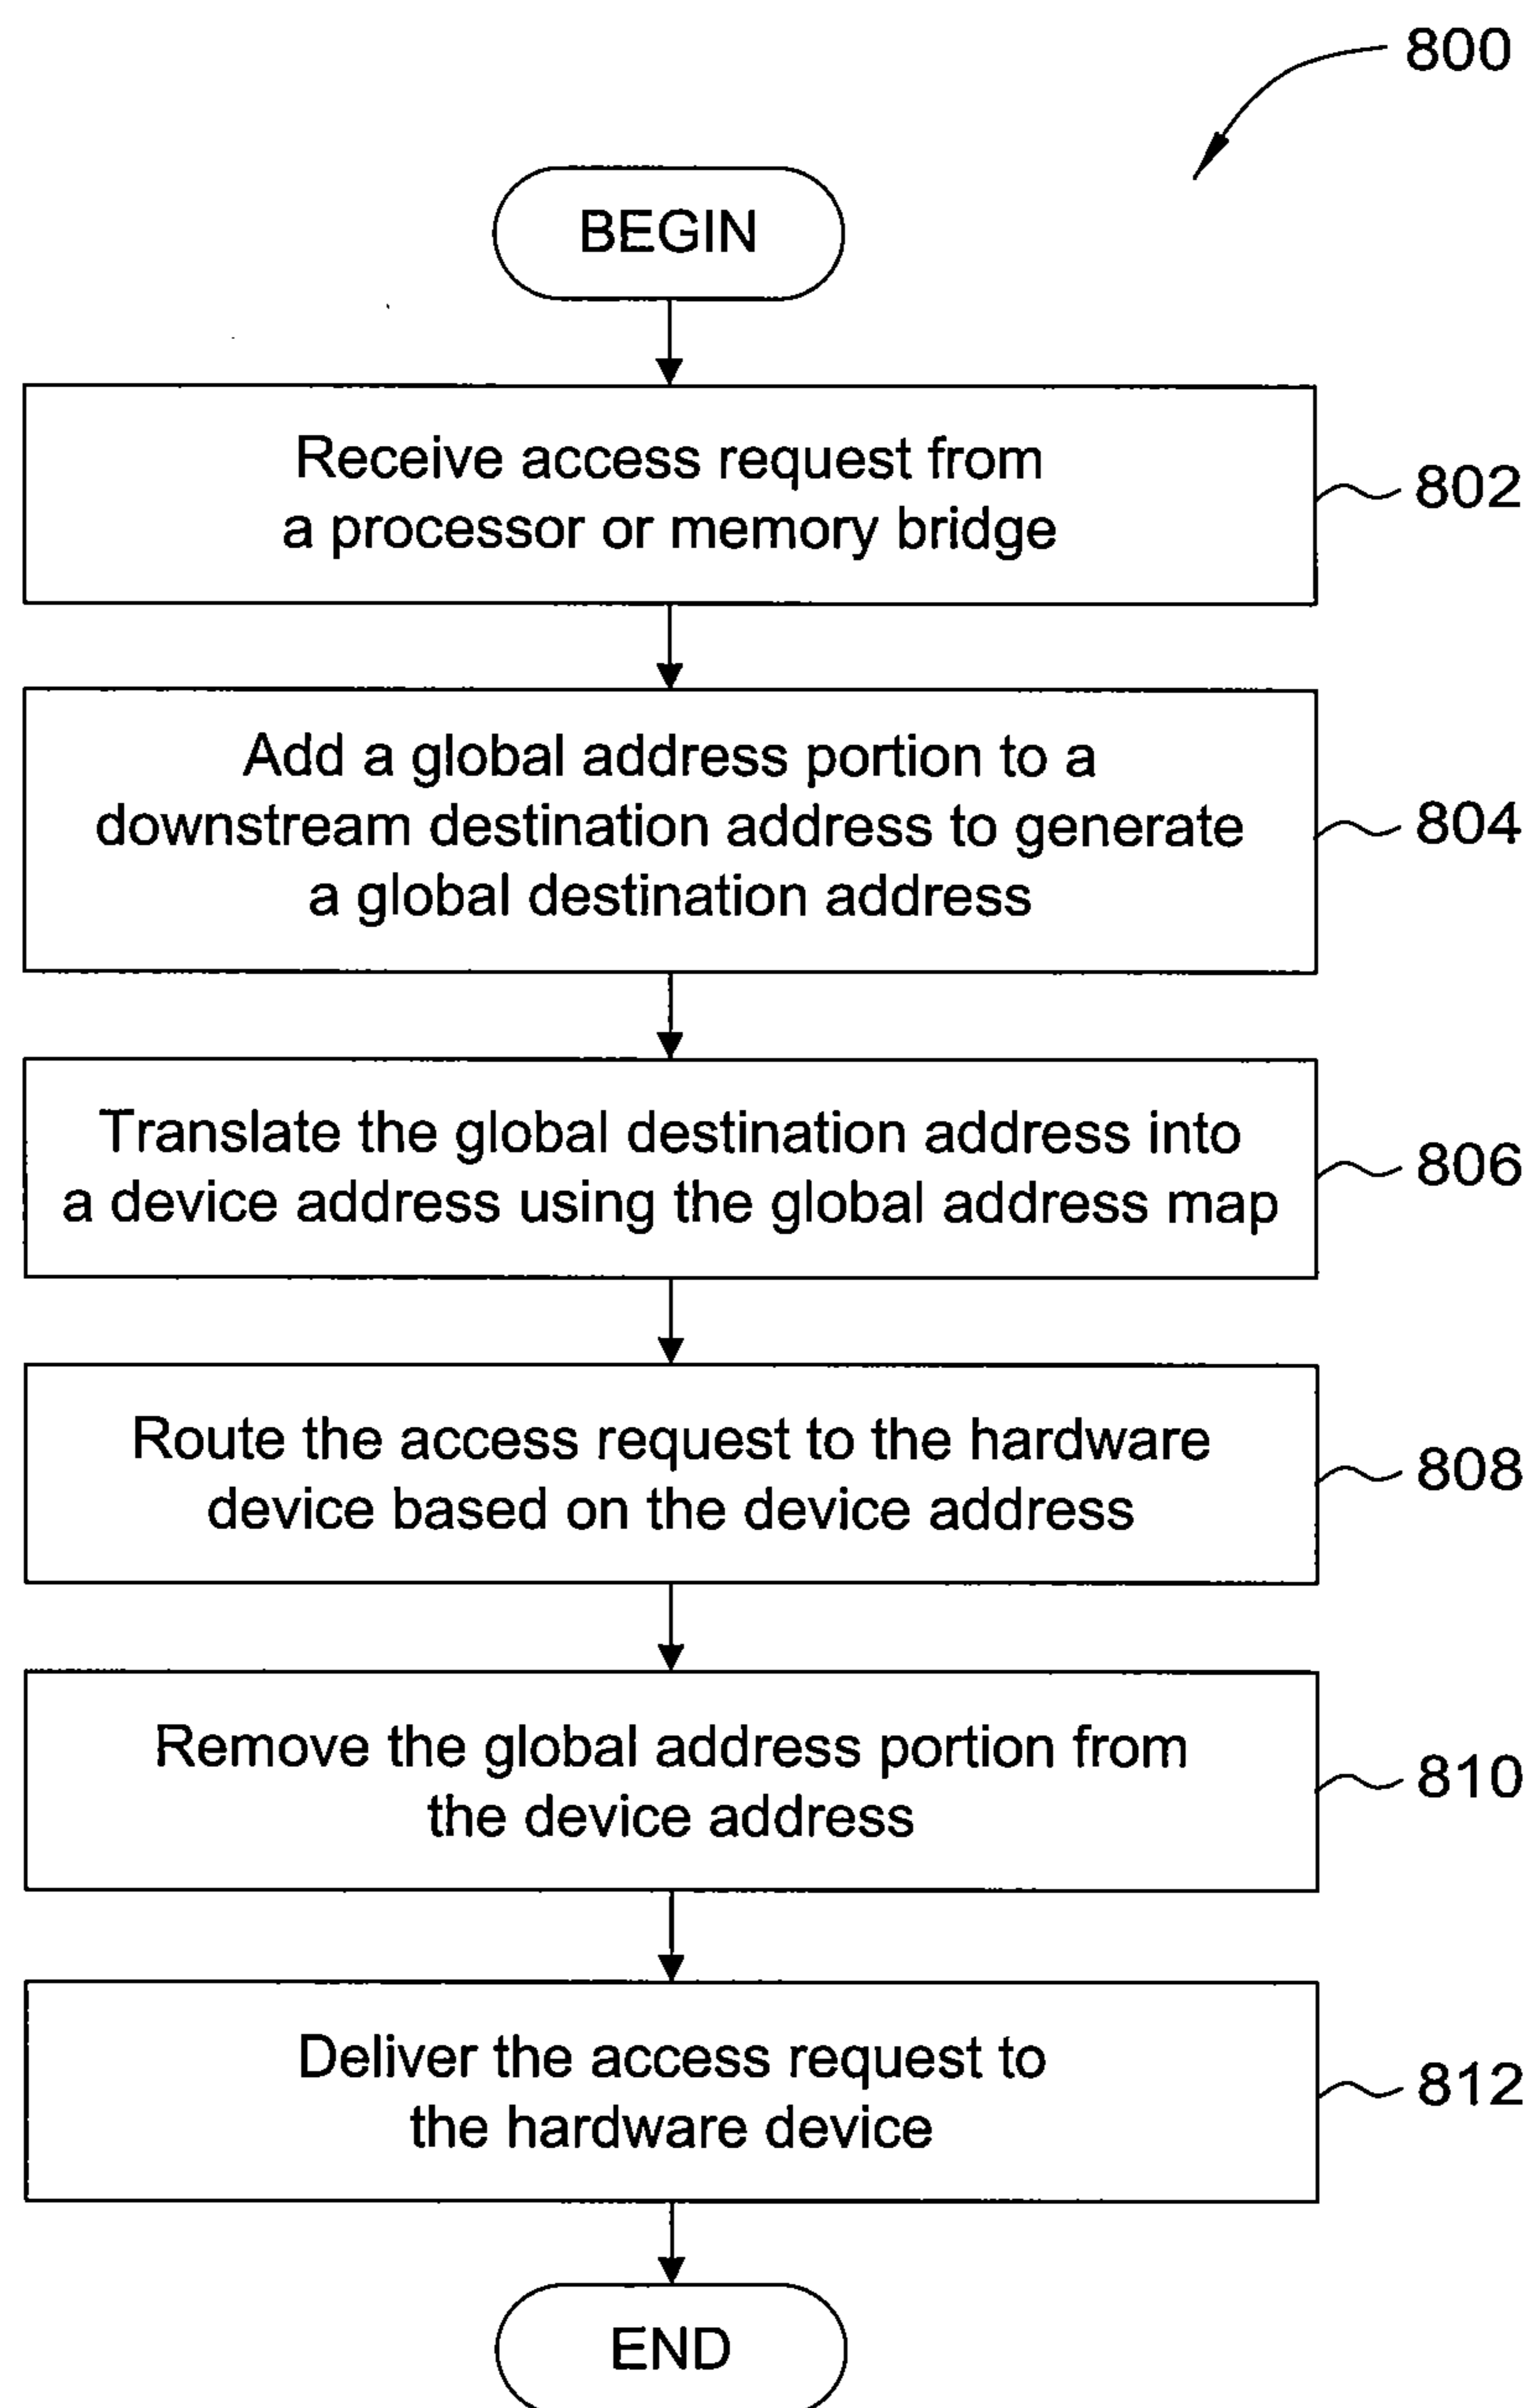 800
BEGIN
Receive access request from
a processor or memory bridge
802
Add a global address portion to a
downstream destination address to generate
a global destination address
804
Translate the global destination address into
a device address using the global address map
806
Route the access request to the hardware
device based on the device address
808
Remove the global address portion from
the device address
810
Deliver the access request to
the hardware device
812
END